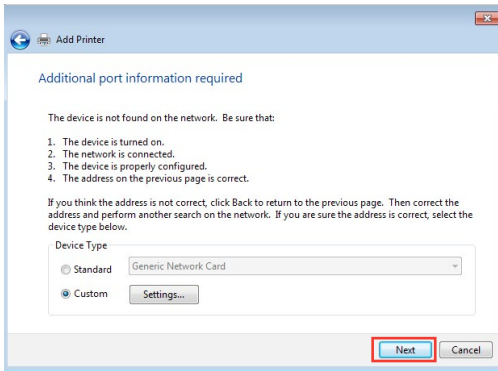 Add Printer
Additional port information required
The device is not found on the network.  Be sure that:
1.  The device is turned on.
2.  The network is connected.
3.  The device is properly configured.
4.  The address on the previous page is correct.
If you think the address is not correct, click Back to return to the previous page.  Then correct the
address and perform another search on the network.  If you are sure the address is correct, select the
device type below.
Device Type
Standard Generic Network Card
Custom Settings...
Next Cancel